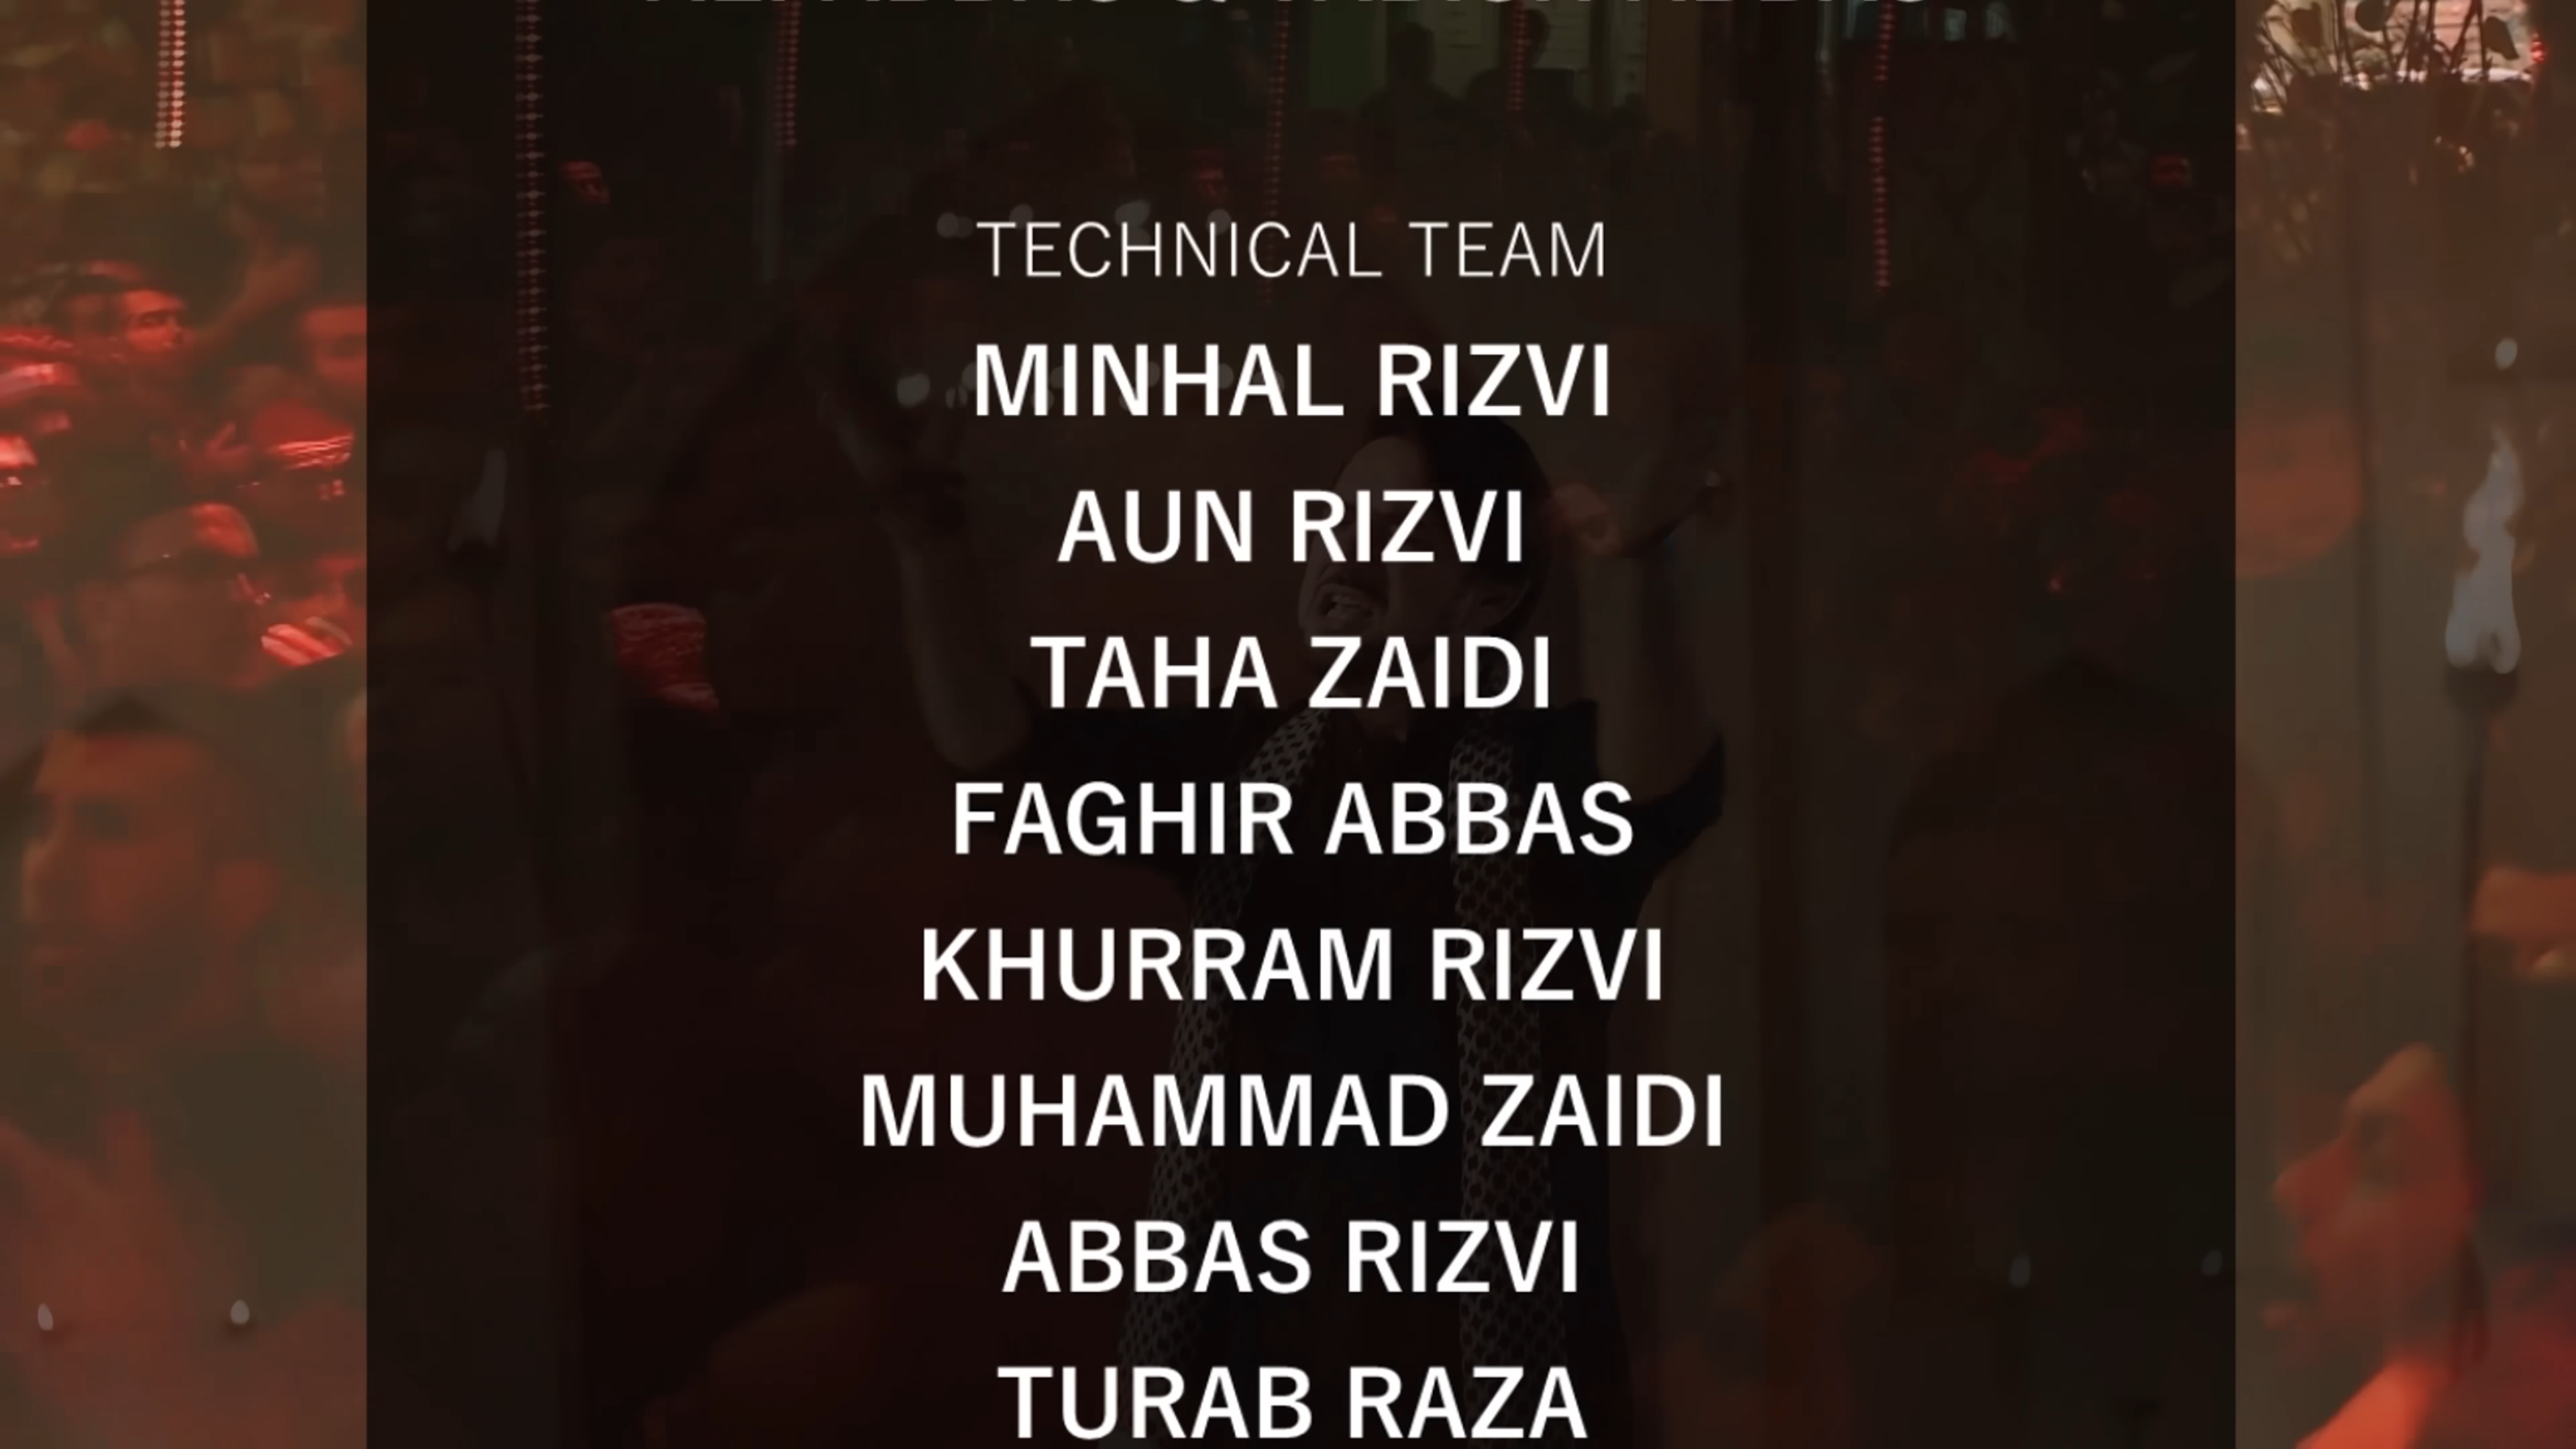 TECHNICAL TEAM
MINHAL RIZVI
AUN RIZVI
TAHA ZAIDI
FAGHIR ABBAS
KHURRAM RIZVI
MUHAMMAD ZAIDI
ABBAS RIZVI
TURAB RAZA